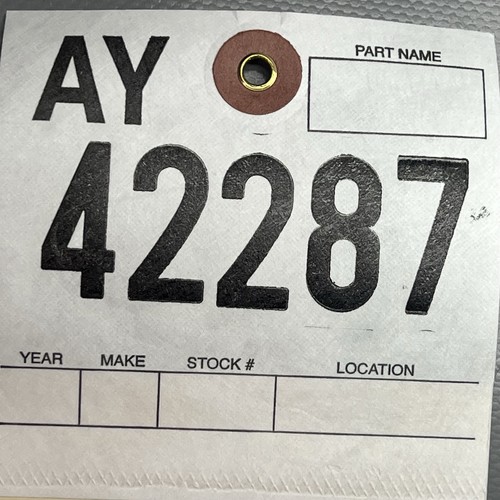 AY
PART NAME
42287
YEAR MAKE STOCK # LOCATION